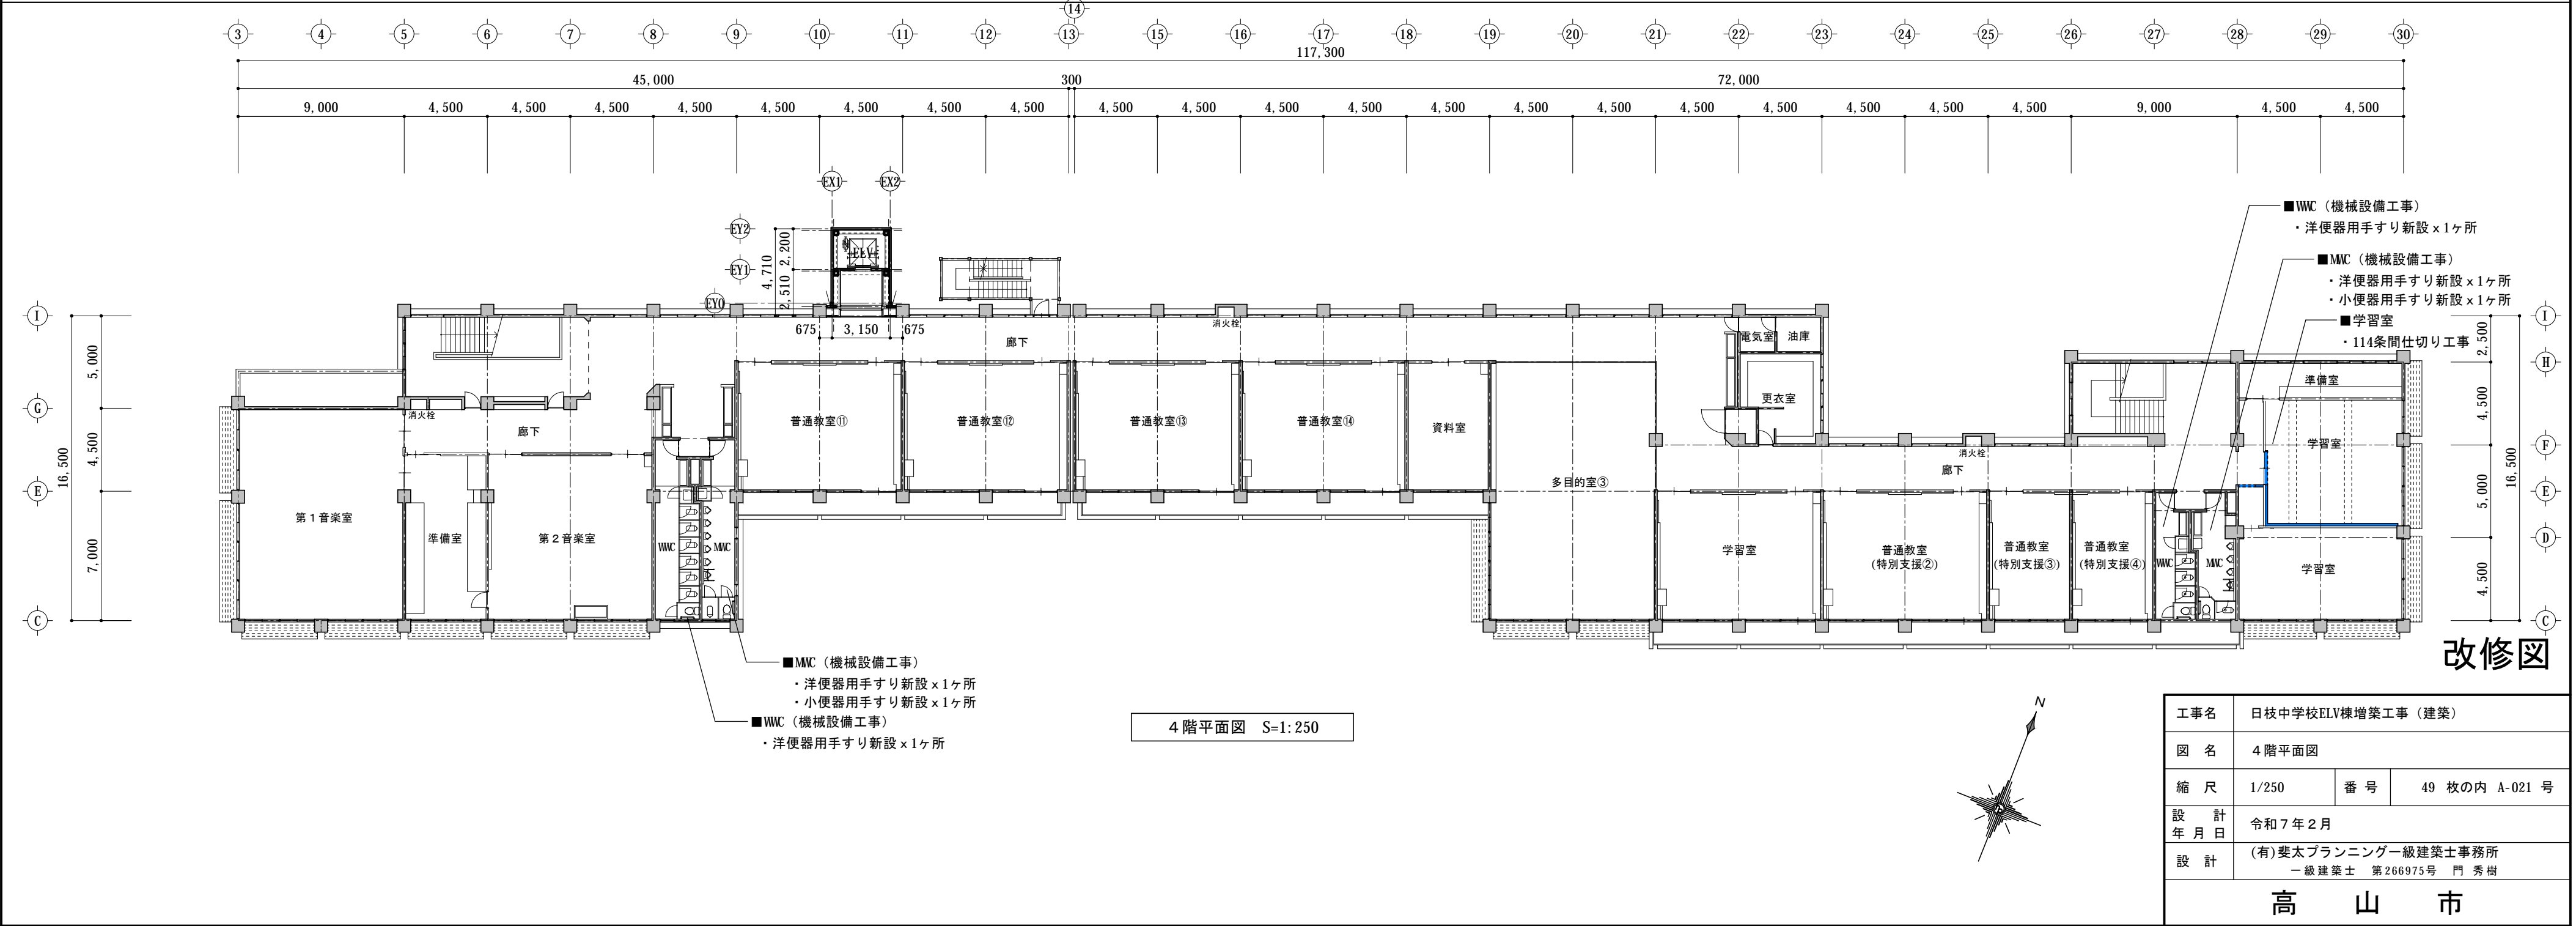 14
3 4 5 6 7 8 9 10 11 12 13 15 16 17 18 19 20 21 22 23 24 25 26 27 28 29 30
117,300
45,000 300 72,000
9,000 4,500 4,500 4,500 4,500 4,500 4,500 4,500 4,500 4,500 4,500 4,500 4,500 4,500 4,500 4,500 4,500 4,500 4,500 4,500 4,500 4,500 9,000 4,500 4,500
EX1 EX2
EY2
EY1
EY0
4,710
2,200
2,510
ELV
675 3,150 675
■WWC（機械設備工事）
・洋便器用手すり新設ｘ1ヶ所
■MWC（機械設備工事）
・洋便器用手すり新設ｘ1ヶ所
・小便器用手すり新設ｘ1ヶ所
■学習室
・114条間仕切り工事
I
G
E
C
16,500
5,000
4,500
7,000
I
H
F
E
D
C
2,500
4,500
5,000
4,500
16,500
消火栓
廊下
消火栓
廊下
電気室
油庫
更衣室
準備室
学習室
普通教室⑪
普通教室⑫
普通教室⑬
普通教室⑭
資料室
多目的室③
消火栓
廊下
第１音楽室
準備室
第２音楽室
WWC
MWC
学習室
普通教室
(特別支援②)
普通教室
(特別支援③)
普通教室
(特別支援④)
WWC
MWC
学習室
■MWC（機械設備工事）
・洋便器用手すり新設ｘ1ヶ所
・小便器用手すり新設ｘ1ヶ所
■WWC（機械設備工事）
・洋便器用手すり新設ｘ1ヶ所
４階平面図 S=1:250
N
改修図
工事名 日枝中学校ELV棟増築工事（建築）
図 名 ４階平面図
縮 尺 1/250 番 号 49 枚の内 A-021 号
設 計
年 月 日 令和７年２月
設 計 (有)斐太プランニング一級建築士事務所
一級建築士 第266975号 門 秀樹
高 山 市